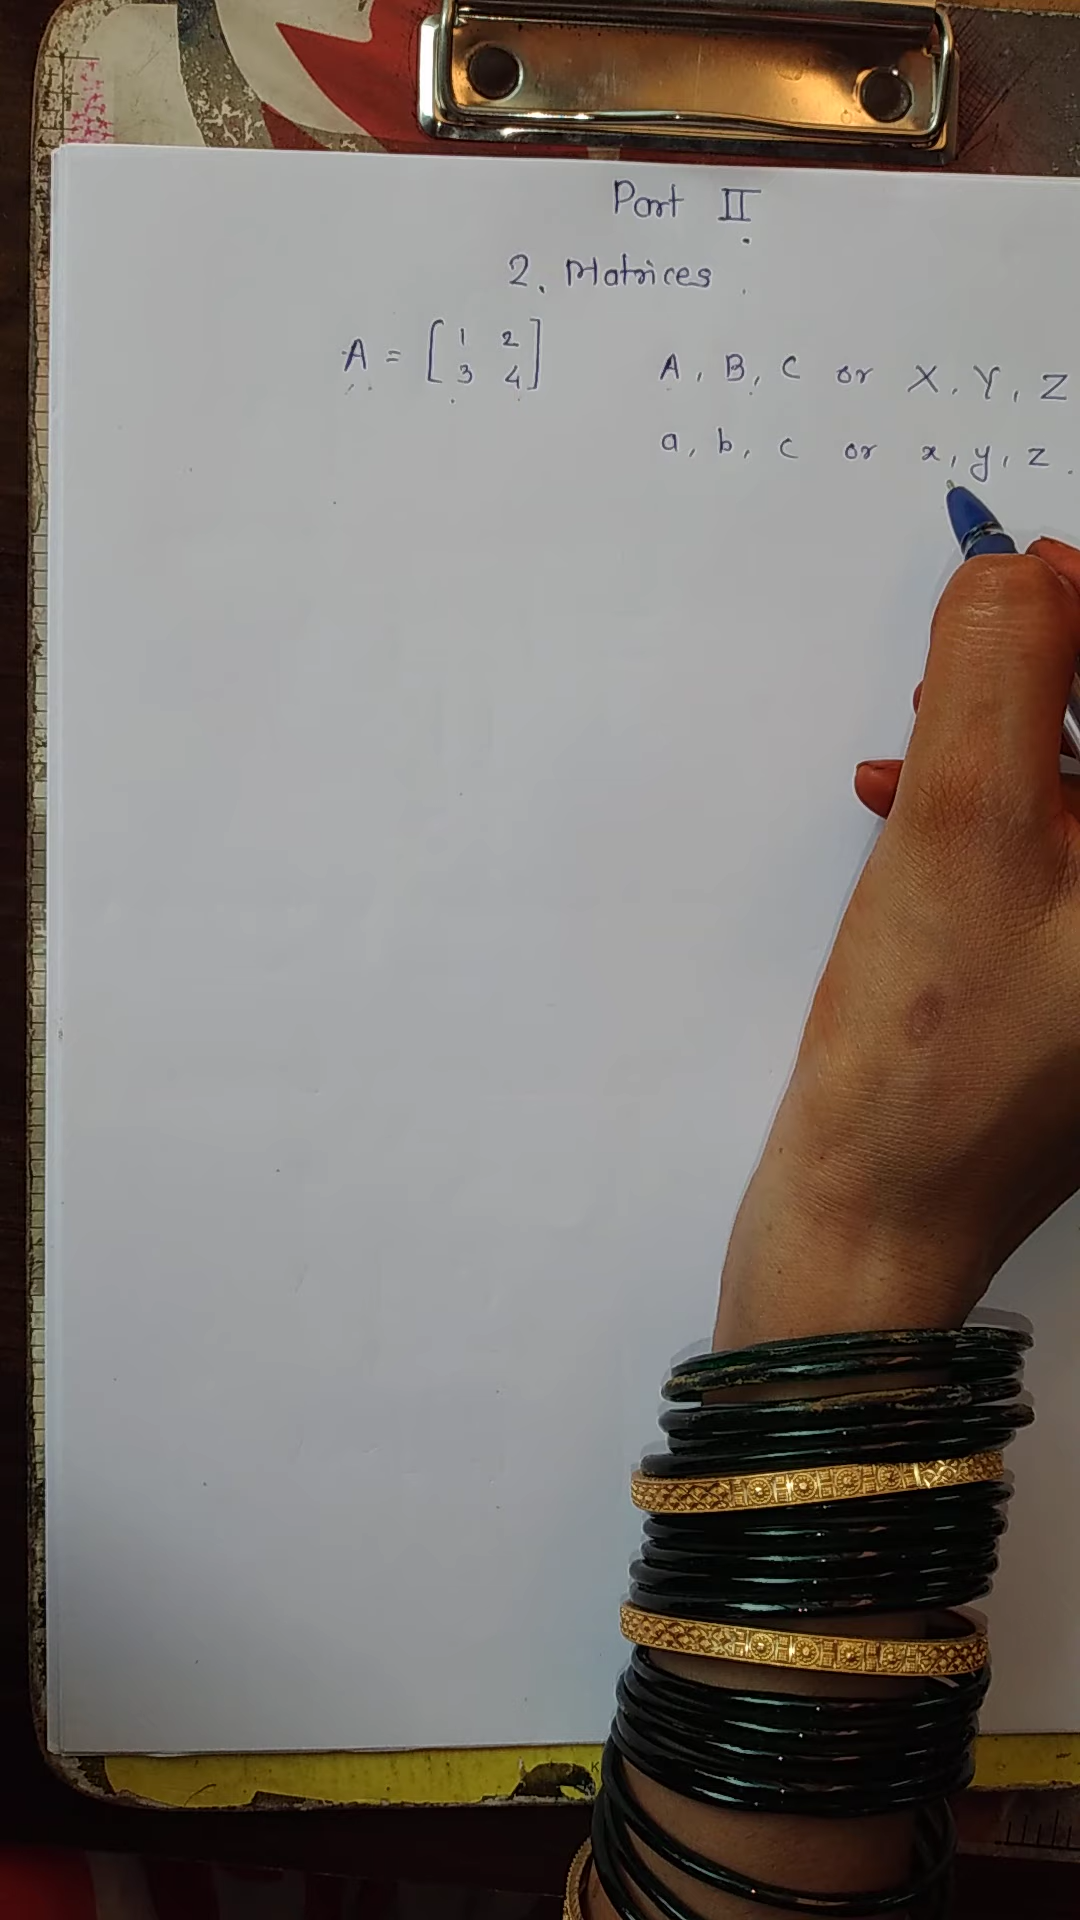 Part II
2. Matrices
A = [1 2
3 4]
A, B, C or X, Y, Z
a, b, c or x, y, z.